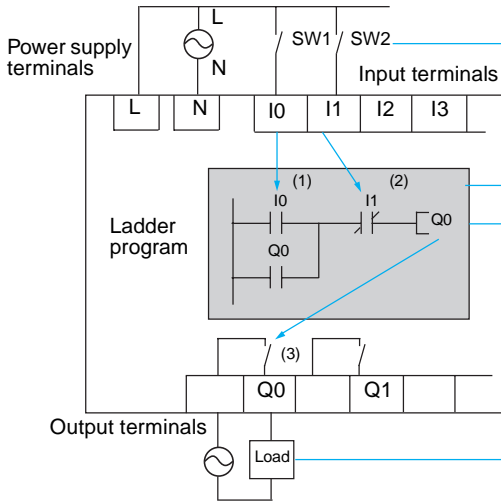 L
Power supply
terminals
N
SW1
SW2
Input terminals
L
N
I0
I1
I2
I3
(1)
(2)
I0
I1
Ladder
program
Q0
Q0
(3)
Q0
Q1
Output terminals
Load